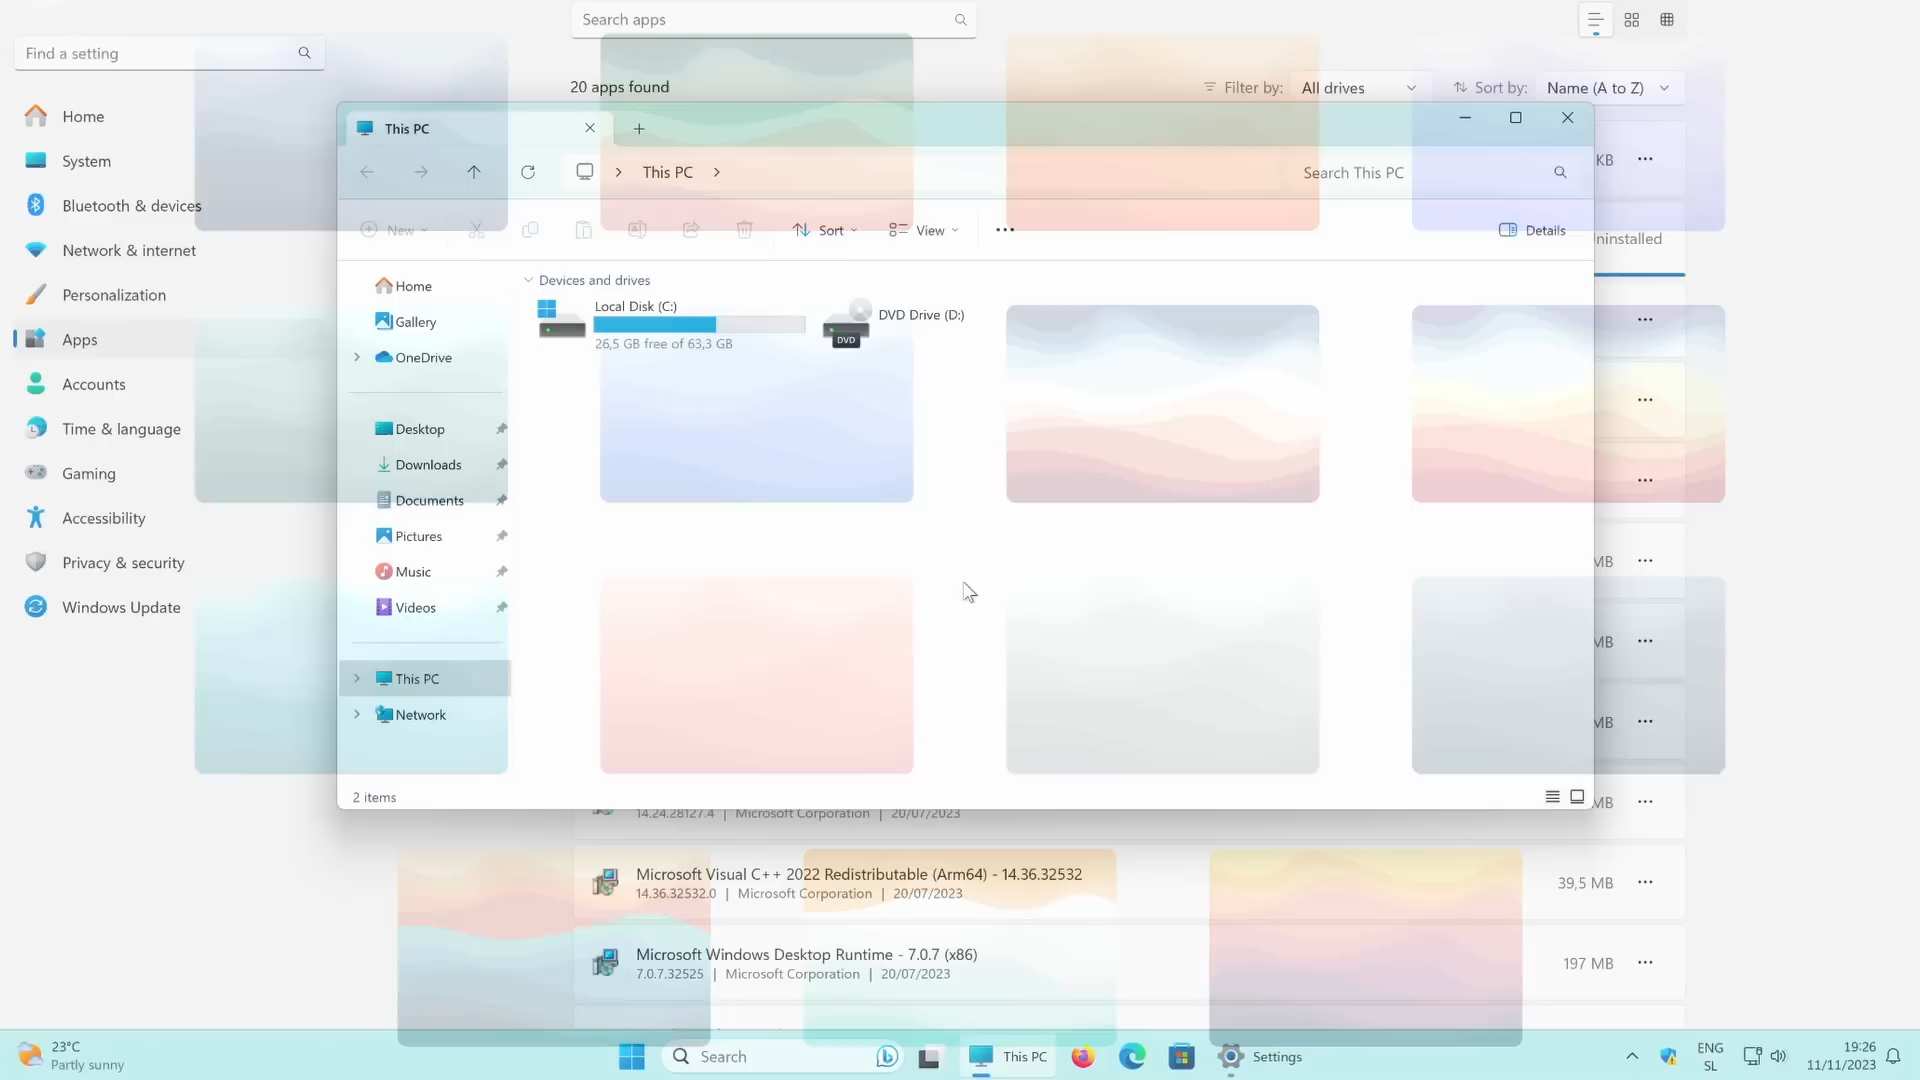 Search apps
Find a setting
20 apps found
Filter by:
All drives
Sort by:
Name (A to Z)
Home
System
Bluetooth & devices
Network & internet
Personalization
Apps
Accounts
Time & language
Gaming
Accessibility
Privacy & security
Windows Update
This PC
This PC
Search This PC
KB
New
Sort
View
Details
Home
Gallery
OneDrive
Desktop
Downloads
Documents
Pictures
Music
Videos
This PC
Network
Devices and drives
Local Disk (C:)
26,5 GB free of 63,3 GB
DVD Drive (D:)
DVD
MB
MB
MB
MB
2 items
14.24.28127.4 | Microsoft Corporation | 20/07/2023
Microsoft Visual C++ 2022 Redistributable (Arm64) - 14.36.32532
14.36.32532.0 | Microsoft Corporation | 20/07/2023
39,5 MB
Microsoft Windows Desktop Runtime - 7.0.7 (x86)
7.0.7.32525 | Microsoft Corporation | 20/07/2023
197 MB
23°C
Partly sunny
Search
This PC
Settings
ENG
SL
19:26
11/11/2023